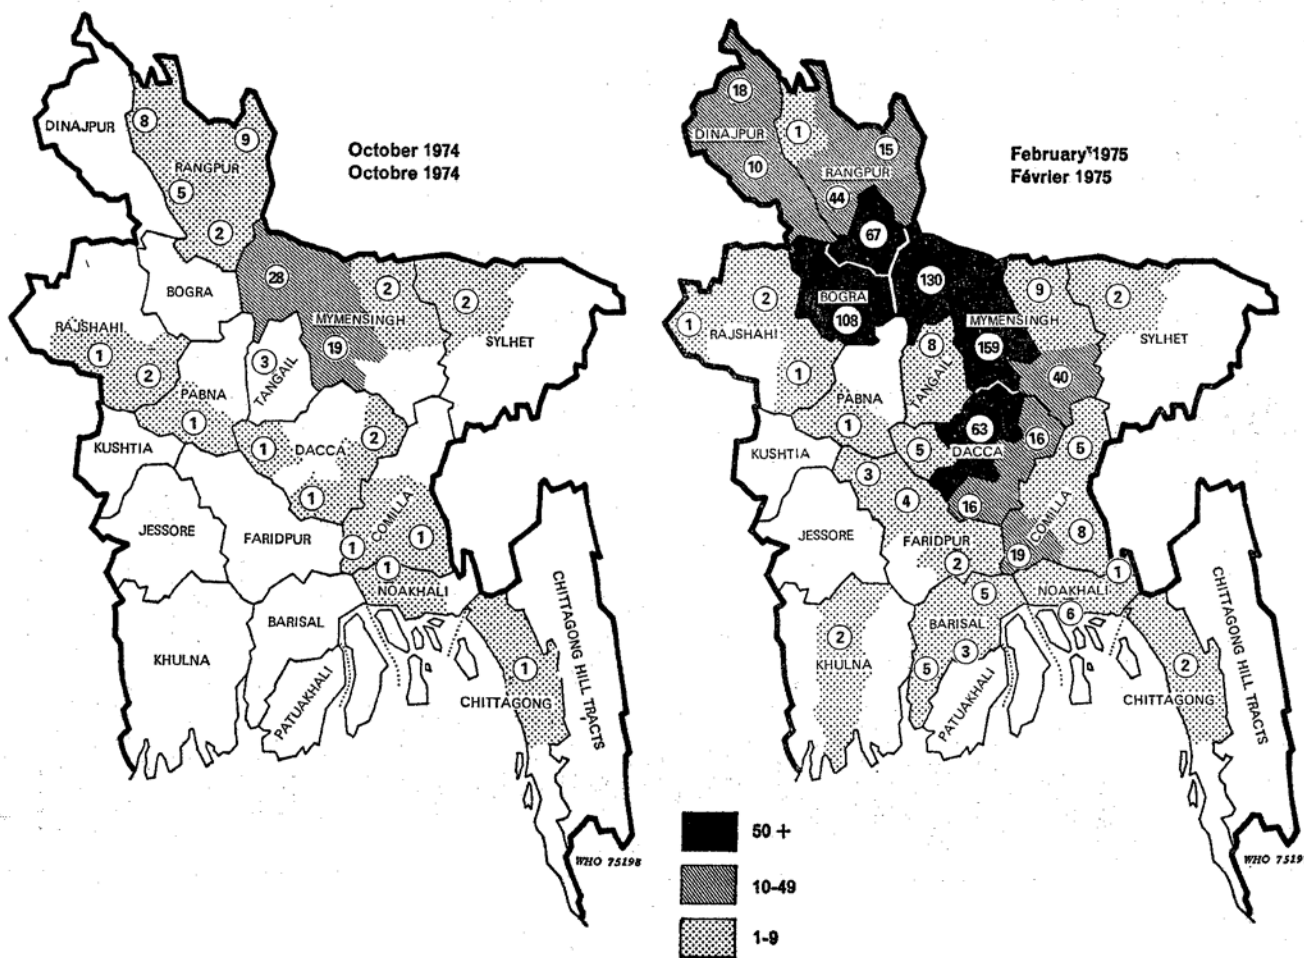 October 1974
Octobre 1974
DINAJPUR
8
9
RANGPUR
5
2
BOGRA
28
2
2
MYMENSINGH
SYLHET
RAJSHAHI
1
2
19
3
TANGAIL
PABNA
1
KUSHTIA
1
DACCA
2
1
JESSORE
FARIDPUR
COMILLA
1
1
1
NOAKHALI
KHULNA
BARISAL
PATUAKHALI
1
CHITTAGONG
CHITTAGONG HILL TRACTS
WHO 75198
February 1975
Février 1975
18
DINAJPUR
10
1
15
RANGPUR
44
67
BOGRA
108
130
9
2
MYMENSINGH
SYLHET
159
40
1
2
RAJSHAHI
1
8
TANGAIL
PABNA
1
KUSHTIA
63
DACCA
16
5
5
3
4
16
JESSORE
FARIDPUR
2
COMILLA
19
8
1
NOAKHALI
6
5
BARISAL
3
5
2
KHULNA
PATUAKHALI
2
CHITTAGONG
CHITTAGONG HILL TRACTS
WHO 7519
50 +
10-49
1-9